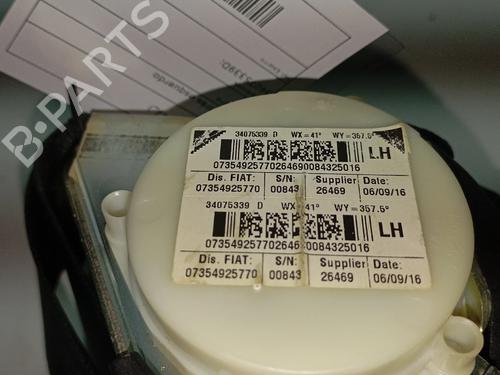 B-PARTS
34075339 D WX=41° WY=357.5°
LH
07354925770264690084325016
Dis. FIAT: S/N: Supplier Date:
07354925770 00843 26469 06/09/16
34075339 D WX=41° WY=357.5°
LH
07354925770264690084325016
Dis. FIAT: S/N: Supplier Date:
07354925770 00843 26469 06/09/16